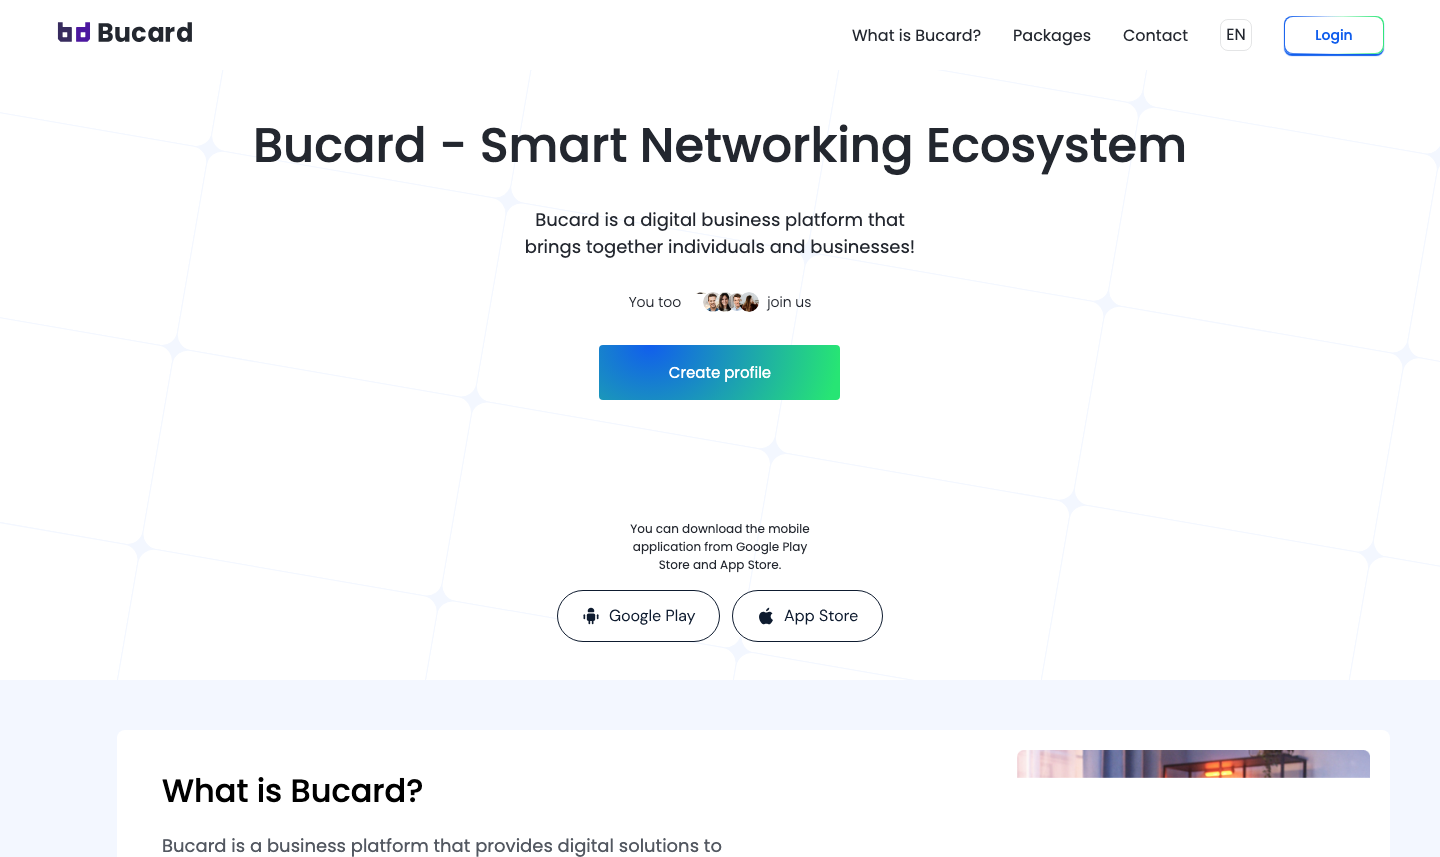 Bucard
What is Bucard?
Packages
Contact
EN
Login
Bucard - Smart Networking Ecosystem
Bucard is a digital business platform that
brings together individuals and businesses!
You too
join us
Create profile
You can download the mobile
application from Google Play
Store and App Store.
Google Play
App Store
What is Bucard?
Bucard is a business platform that provides digital solutions to